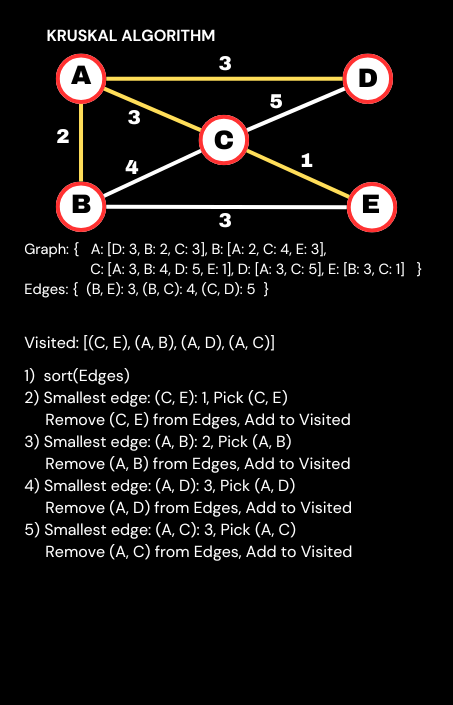 KRUSKAL ALGORITHM
A 3 D
5
2 3 C
4 1
B E
3
Graph: { A: [D: 3, B: 2, C: 3], B: [A: 2, C: 4, E: 3],
C: [A: 3, B: 4, D: 5, E: 1], D: [A: 3, C: 5], E: [B: 3, C: 1] }
Edges: { (B, E): 3, (B, C): 4, (C, D): 5 }
Visited: [(C, E), (A, B), (A, D), (A, C)]
1) sort(Edges)
2) Smallest edge: (C, E): 1, Pick (C, E)
Remove (C, E) from Edges, Add to Visited
3) Smallest edge: (A, B): 2, Pick (A, B)
Remove (A, B) from Edges, Add to Visited
4) Smallest edge: (A, D): 3, Pick (A, D)
Remove (A, D) from Edges, Add to Visited
5) Smallest edge: (A, C): 3, Pick (A, C)
Remove (A, C) from Edges, Add to Visited